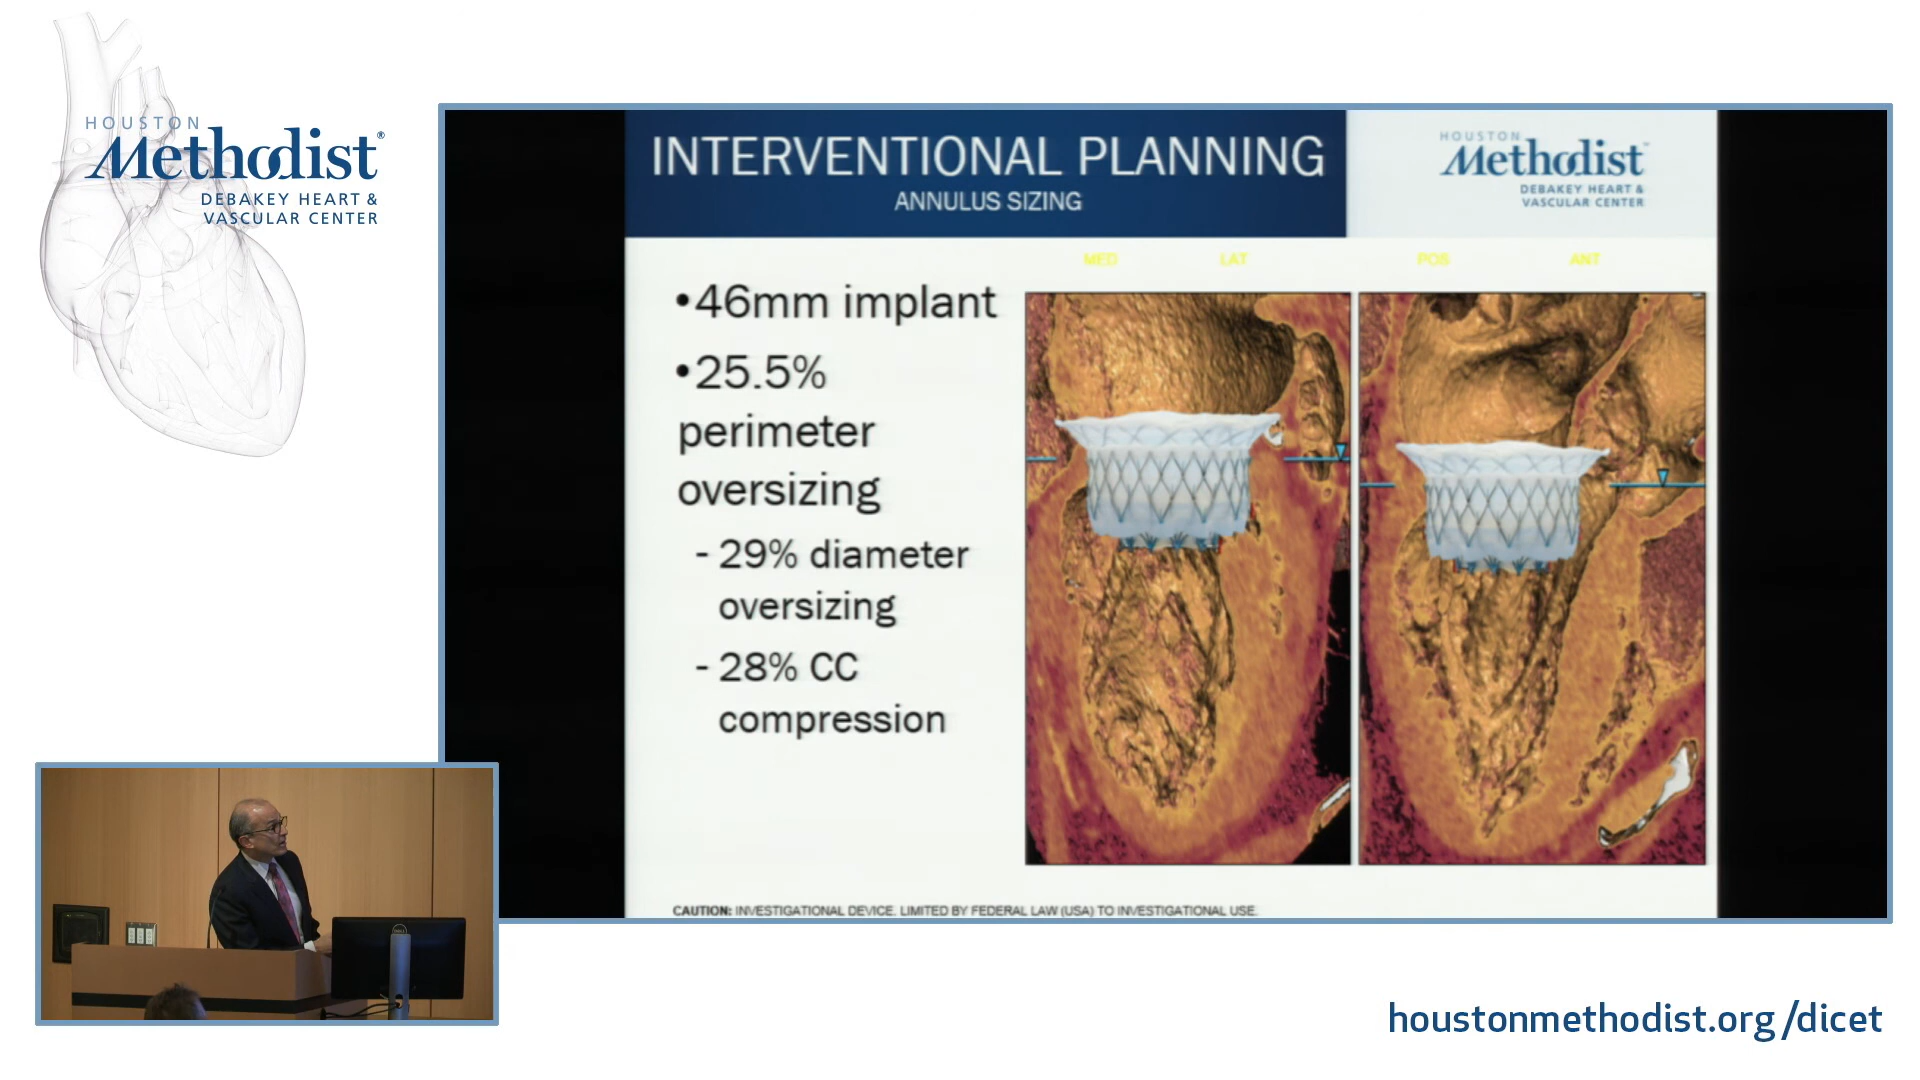 HOUSTON
Methodist®
DEBAKEY HEART &
VASCULAR CENTER
INTERVENTIONAL PLANNING
ANNULUS SIZING
HOUSTON
Methodist
DEBAKEY HEART &
VASCULAR CENTER
MED LAT POS ANT
•46mm implant
•25.5%
perimeter
oversizing
- 29% diameter
oversizing
- 28% CC
compression
CAUTION: INVESTIGATIONAL DEVICE. LIMITED BY FEDERAL LAW (USA) TO INVESTIGATIONAL USE.
DELL
houstonmethodist.org/dicet